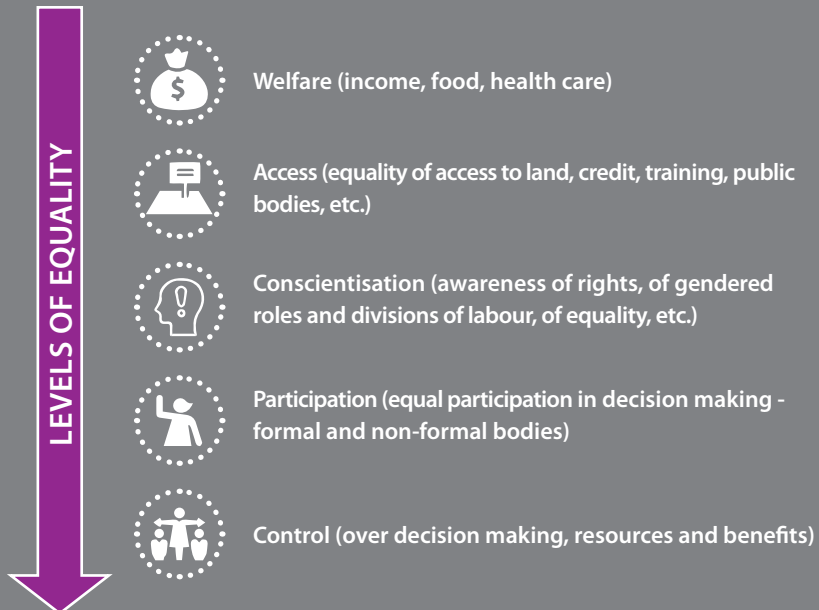 LEVELS OF EQUALITY
$
Welfare (income, food, health care)
Access (equality of access to land, credit, training, public
bodies, etc.)
Conscientisation (awareness of rights, of gendered
roles and divisions of labour, of equality, etc.)
Participation (equal participation in decision making -
formal and non-formal bodies)
Control (over decision making, resources and benefits)